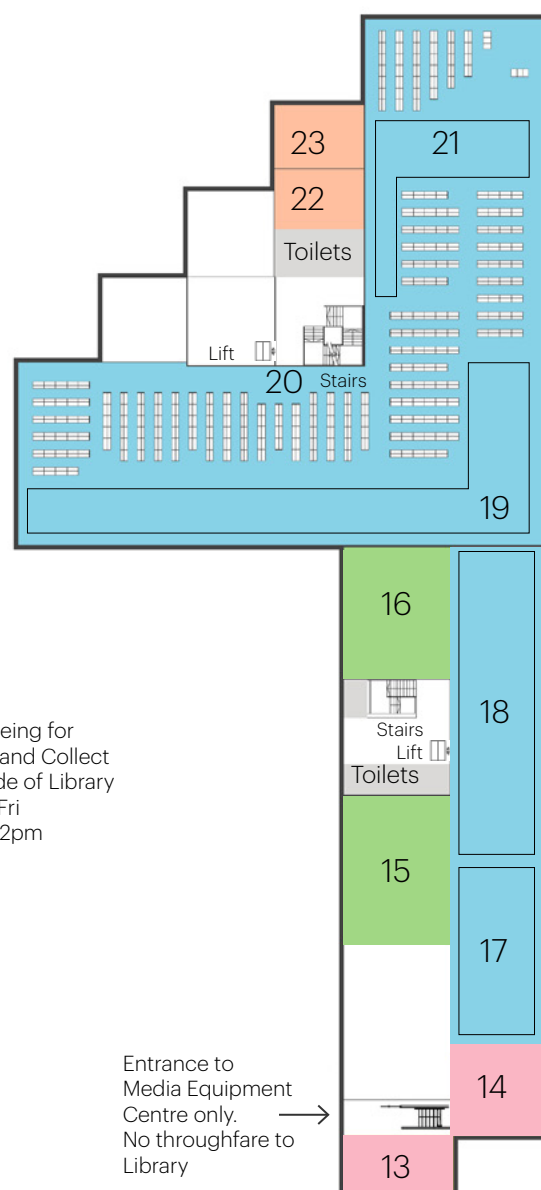 23
21
22
Toilets
Lift
20
Stairs
19
16
18
Stairs
Lift
Toilets
eing for
and Collect
de of Library
Fri
2pm
15
17
Entrance to
Media Equipment
Centre only.
No throughfare to
Library
14
13